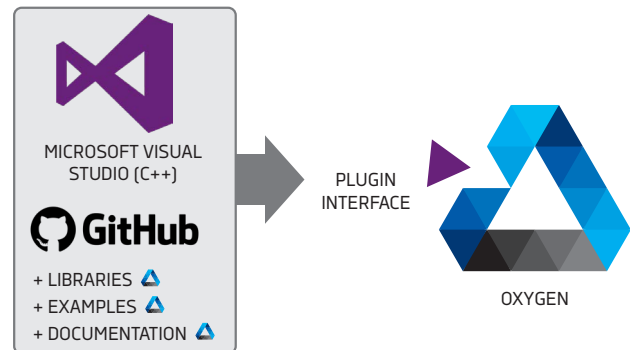 MICROSOFT VISUAL
STUDIO (C++)
GitHub
+ LIBRARIES
+ EXAMPLES
+ DOCUMENTATION
PLUGIN
INTERFACE
OXYGEN